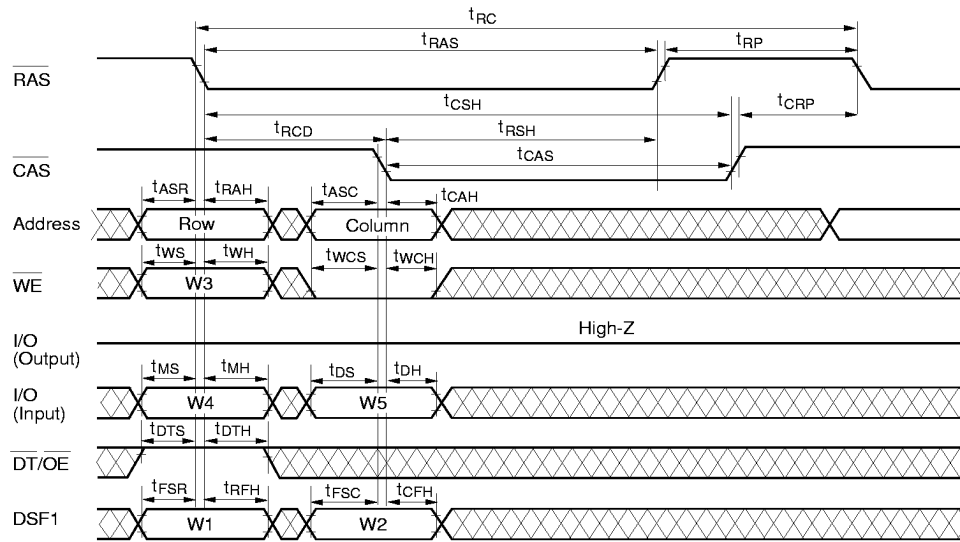 tRC
tRAS tRP
RAS
tCSH tCRP
tRCD tRSH
CAS tCAS
tASR tRAH tASC tCAH
Address Row Column
tWS tWH tWCS tWCH
WE W3
High-Z
I/O
(Output)
tMS tMH tDS tDH
I/O
(Input) W4 W5
tDTS tDTH
DT/OE
tFSR tRFH tFSC tCFH
DSF1 W1 W2